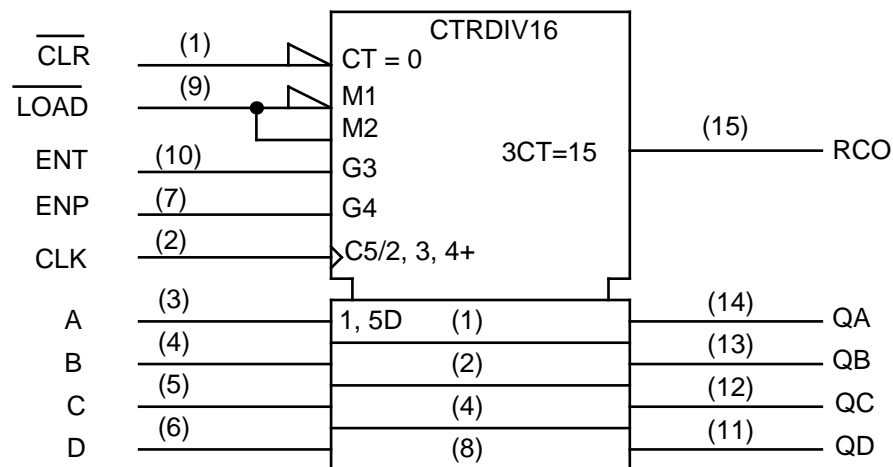 CTRDIV16
CLR (1) CT = 0
LOAD (9) M1
M2
ENT (10) G3 3CT=15 (15) RCO
ENP (7) G4
CLK (2) C5/2, 3, 4+
A (3) 1, 5D (1) (14) QA
B (4) (2) (13) QB
C (5) (4) (12) QC
D (6) (8) (11) QD